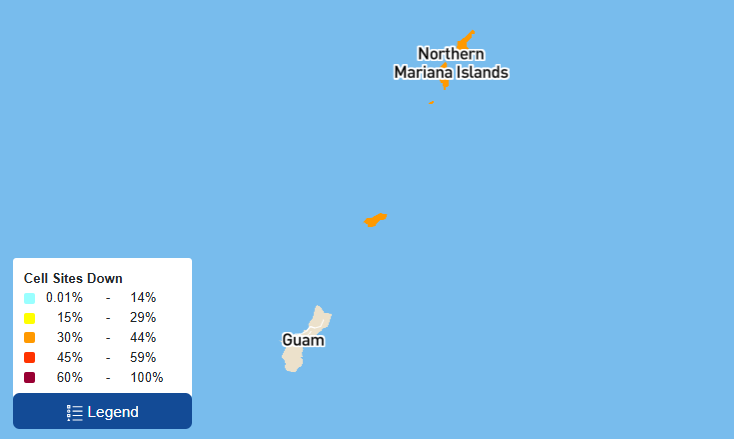 Northern
Mariana Islands
Guam
Cell Sites Down
0.01% - 14%
15% - 29%
30% - 44%
45% - 59%
60% - 100%
Legend